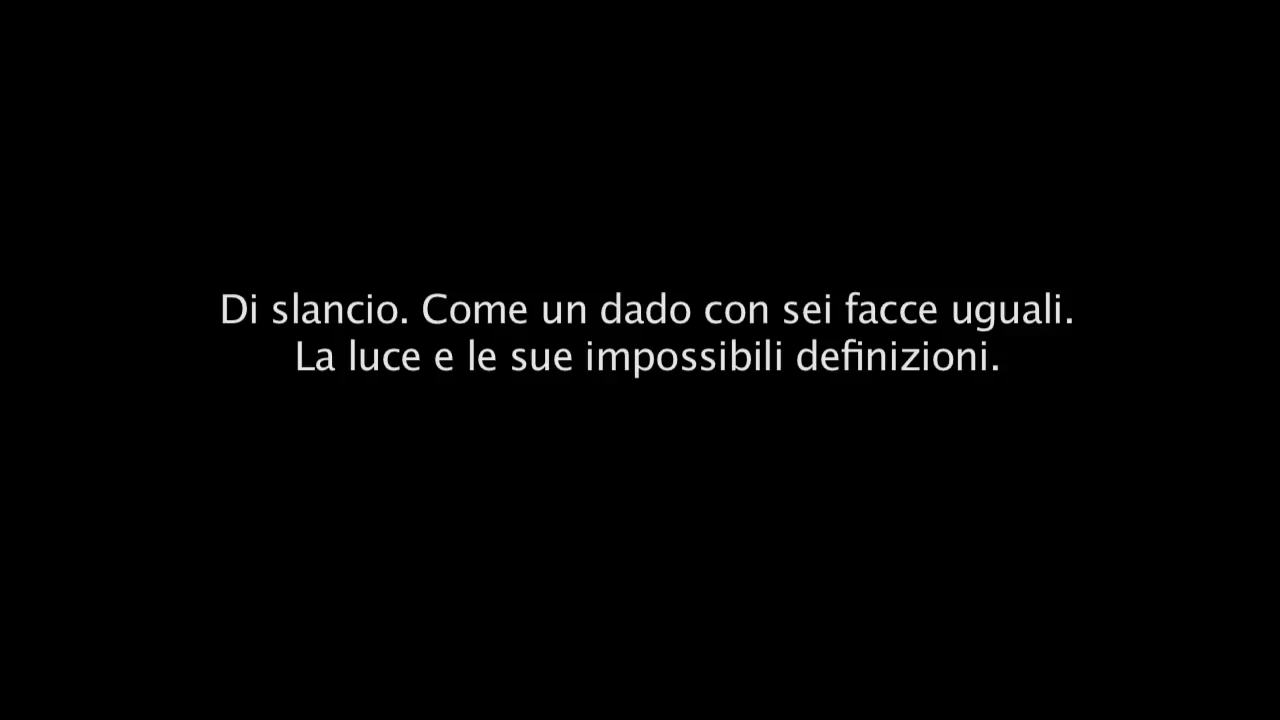 Di slancio. Come un dado con sei facce uguali.
La luce e le sue impossibili definizioni.